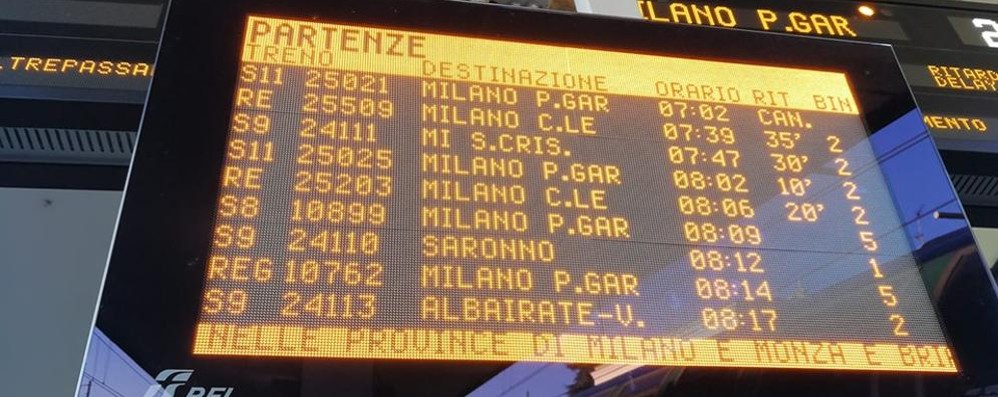 LANO P.GAR
LTREPASSA
PARTENZE
TRENO DESTINAZIONE ORARIO RIT BIN
S11 25021 MILANO P.GAR 07:02 CAN.
RE 25509 MILANO C.LE 07:39 35' 2
S9 24111 MI S.CRIS. 07:47 30' 2
S11 25025 MILANO P.GAR 08:02 10' 2
RE 25203 MILANO C.LE 08:06 20' 2
S8 10899 MILANO P.GAR 08:09 5
S9 24110 SARONNO 08:12 1
REG 10762 MILANO P.GAR 08:14 5
S9 24113 ALBAIRATE-V. 08:17 2
NELLE PROVINCE DI MILANO E MONZA E BRI
RFI
2
RITARD
DELAY
MENTO